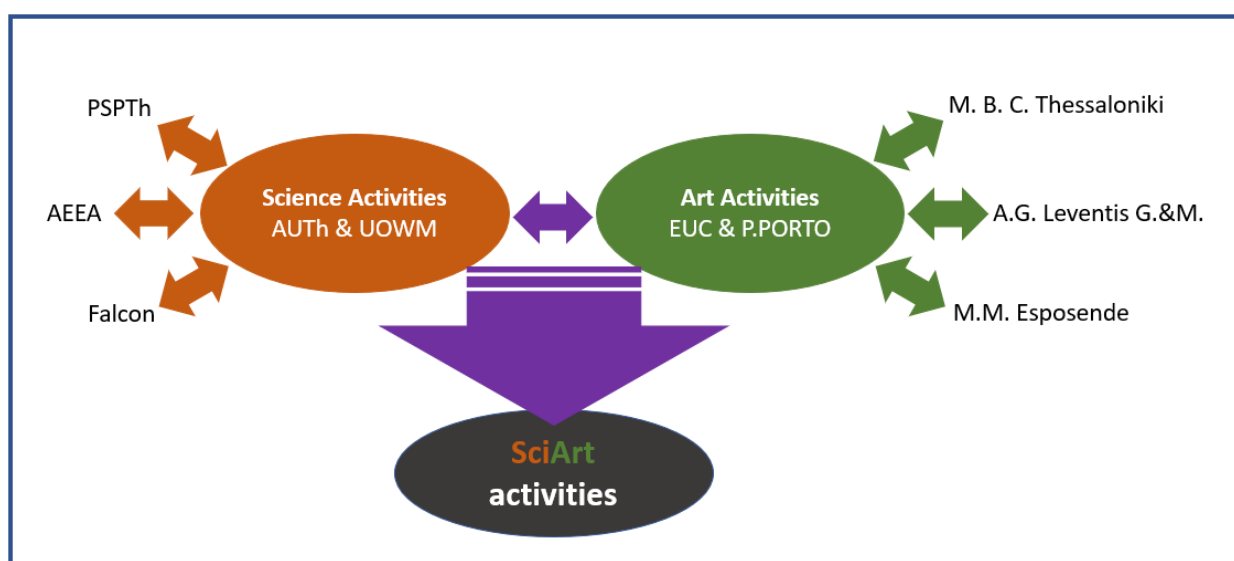 PSPTh
AEEA
Falcon
Science Activities
AUTh & UOWM
Art Activities
EUC & P.PORTO
M. B. C. Thessaloniki
A.G. Leventis G.&M.
M.M. Esposende
SciArt
activities